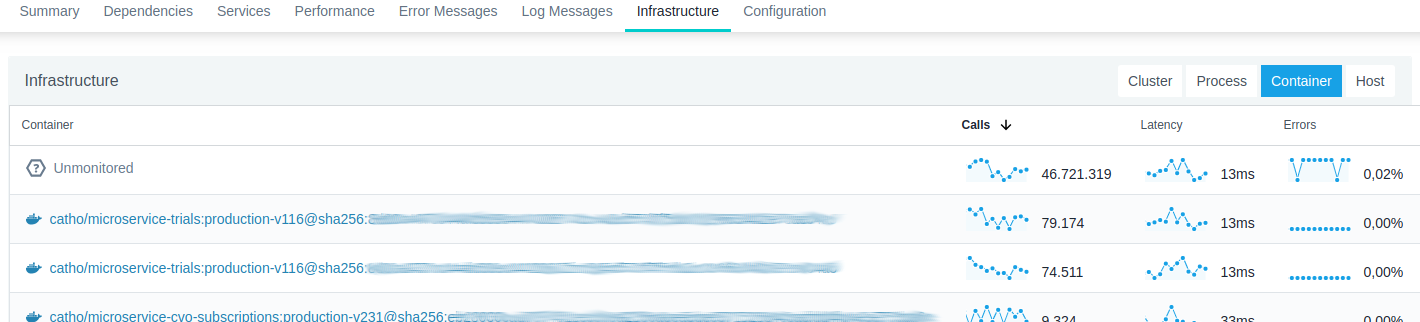 Summary Dependencies Services Performance Error Messages Log Messages Infrastructure Configuration
Infrastructure Cluster Process Container Host
Container Calls Latency Errors
Unmonitored 46.721.319 13ms 0,02%
catho/microservice-trials:production-v116@sha256: 79.174 13ms 0,00%
catho/microservice-trials:production-v116@sha256: 74.511 13ms 0,00%
catho/microservice-cvo-subscriptions:production-v231@sha256: 9.324 33ms 0,00%